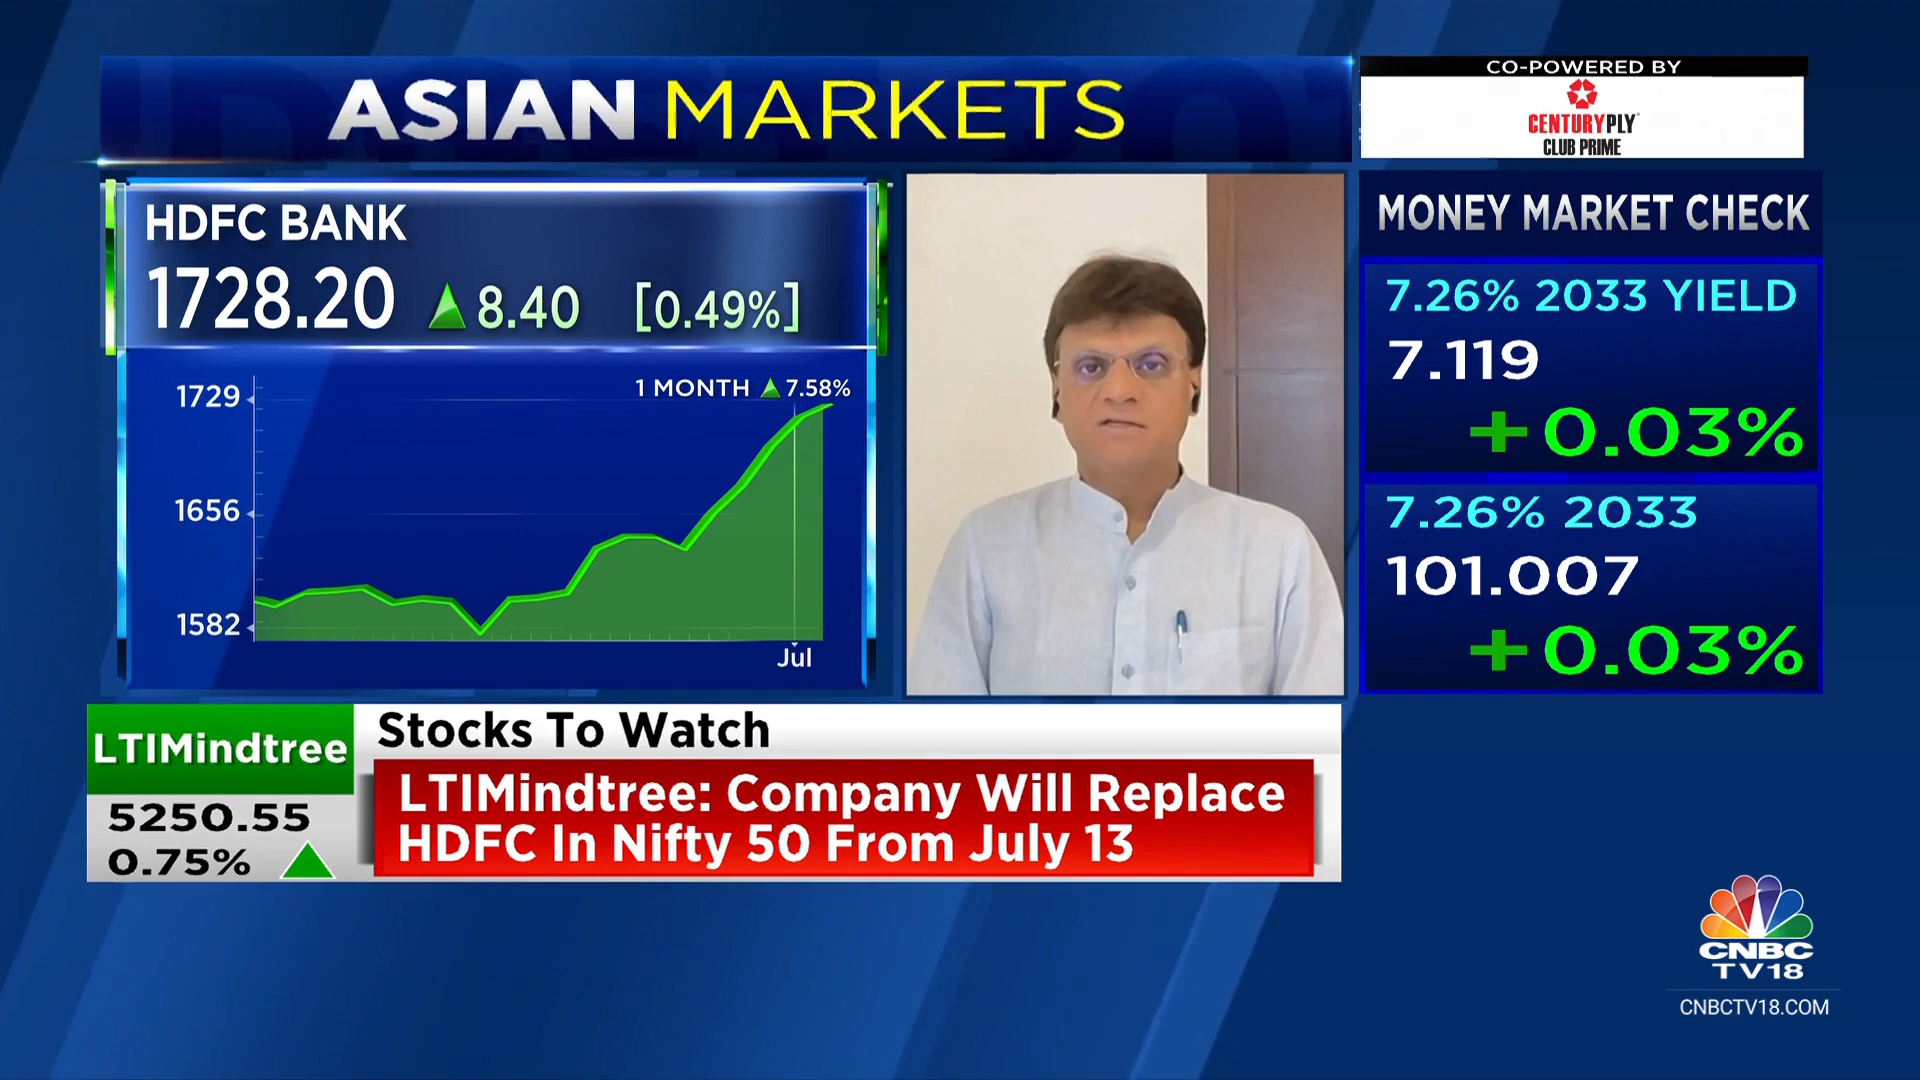 ASIAN MARKETS
CO-POWERED BY
CENTURYPLY
CLUB PRIME
HDFC BANK
1728.20 ▲ 8.40 [0.49%]
1 MONTH ▲ 7.58%
1729
1656
1582
Jul
MONEY MARKET CHECK
7.26% 2033 YIELD
7.119
+0.03%
7.26% 2033
101.007
+0.03%
LTIMindtree
5250.55
0.75% ▲
Stocks To Watch
LTIMindtree: Company Will Replace
HDFC In Nifty 50 From July 13
CNBC
TV18
CNBCTV18.COM